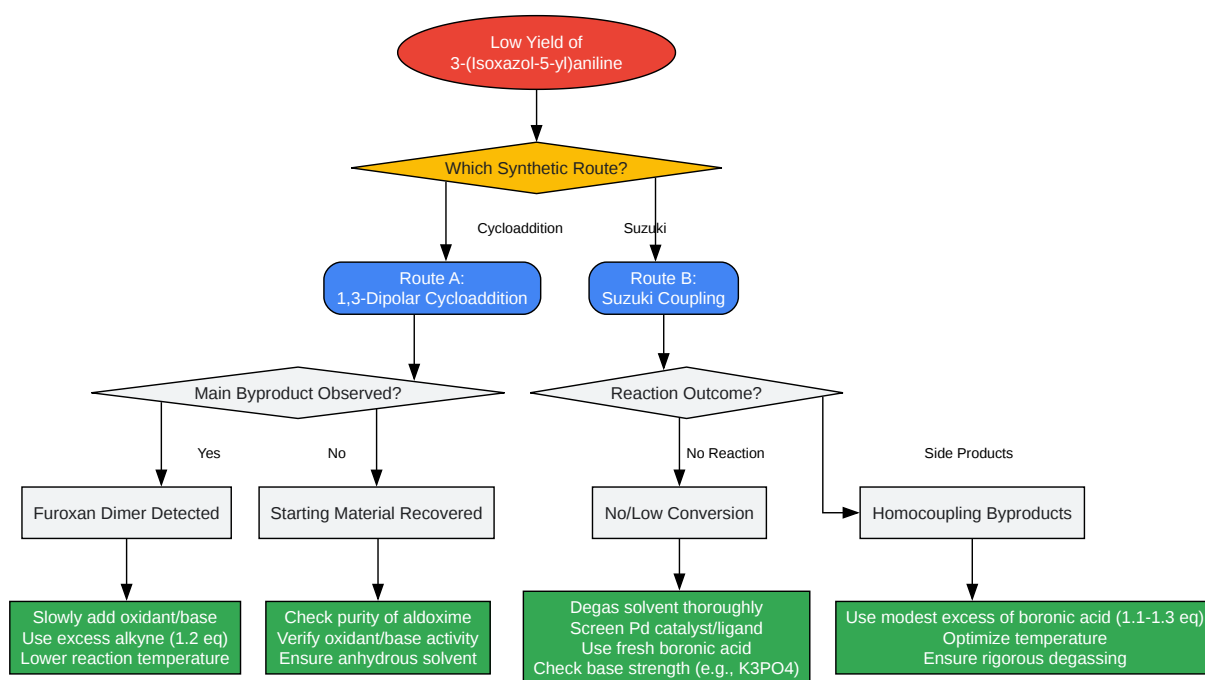 Low Yield of
3-(Isoxazol-5-yl)aniline
Which Synthetic Route?
Cycloaddition
Suzuki
Route A:
1,3-Dipolar Cycloaddition
Route B:
Suzuki Coupling
Main Byproduct Observed?
Reaction Outcome?
Yes
No
No Reaction
Side Products
Furoxan Dimer Detected
Starting Material Recovered
No/Low Conversion
Homocoupling Byproducts
Slowly add oxidant/base
Use excess alkyne (1.2 eq)
Lower reaction temperature
Check purity of aldoxime
Verify oxidant/base activity
Ensure anhydrous solvent
Degas solvent thoroughly
Screen Pd catalyst/ligand
Use fresh boronic acid
Check base strength (e.g., K3PO4)
Use modest excess of boronic acid (1.1-1.3 eq)
Optimize temperature
Ensure rigorous degassing